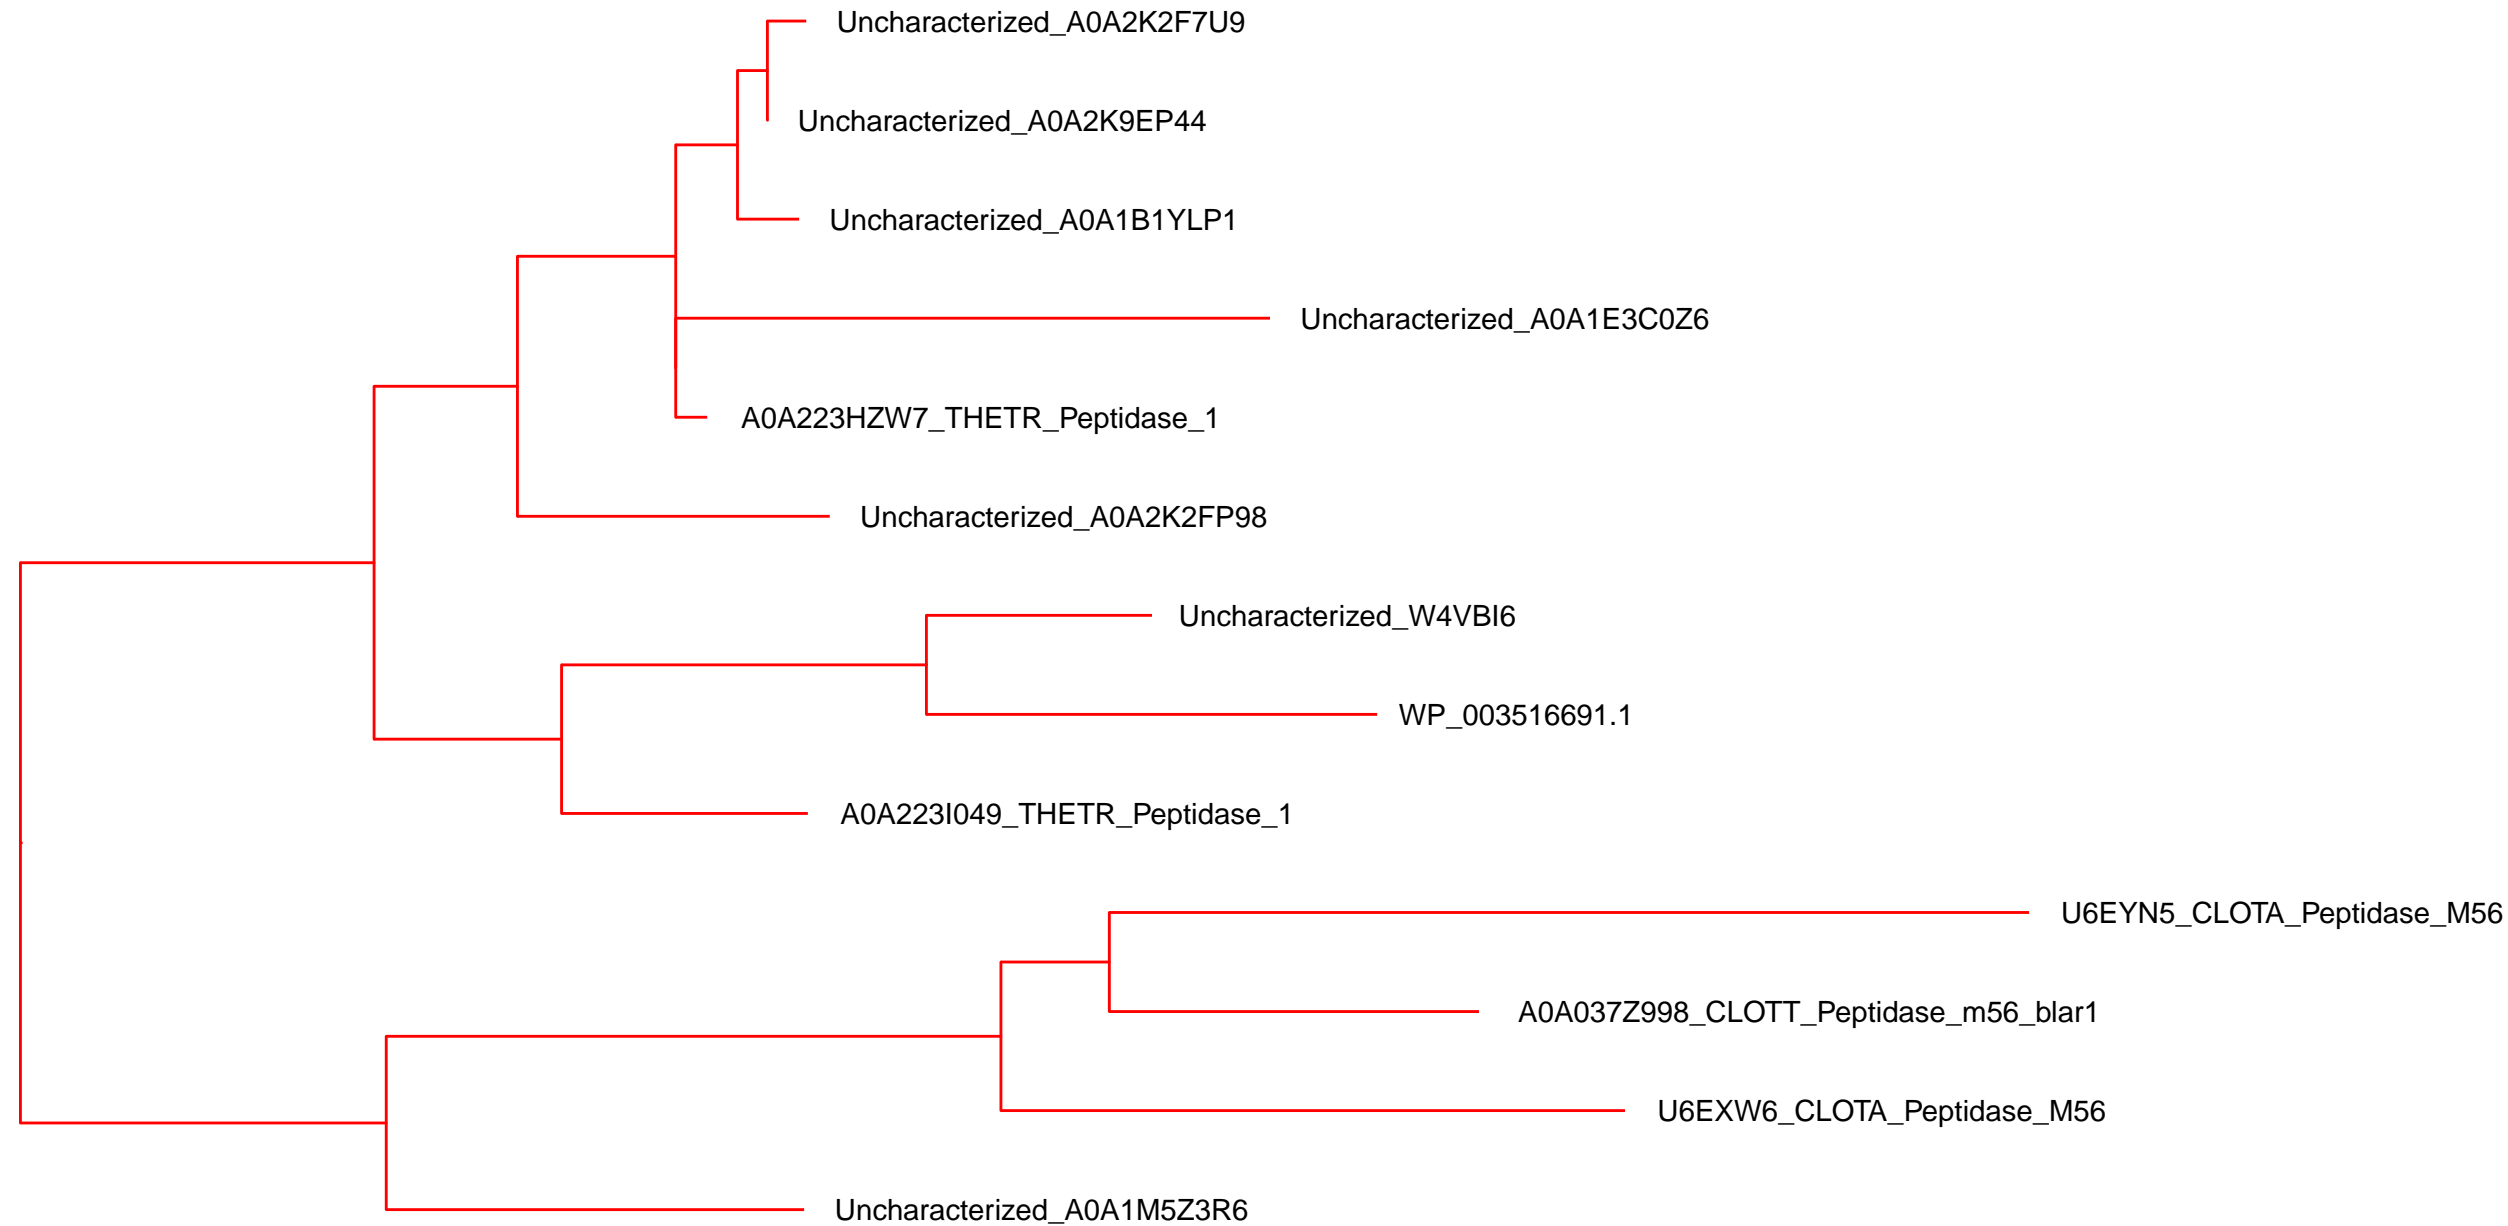 Uncharacterized_A0A2K2F7U9
Uncharacterized_A0A2K9EP44
Uncharacterized_A0A1B1YLP1
Uncharacterized_A0A1E3C0Z6
A0A223HZW7_THETR_Peptidase_1
Uncharacterized_A0A2K2FP98
Uncharacterized_W4VBI6
WP_003516691.1
A0A223I049_THETR_Peptidase_1
U6EYN5_CLOTA_Peptidase_M56
A0A037Z998_CLOTT_Peptidase_m56_blar1
U6EXW6_CLOTA_Peptidase_M56
Uncharacterized_A0A1M5Z3R6